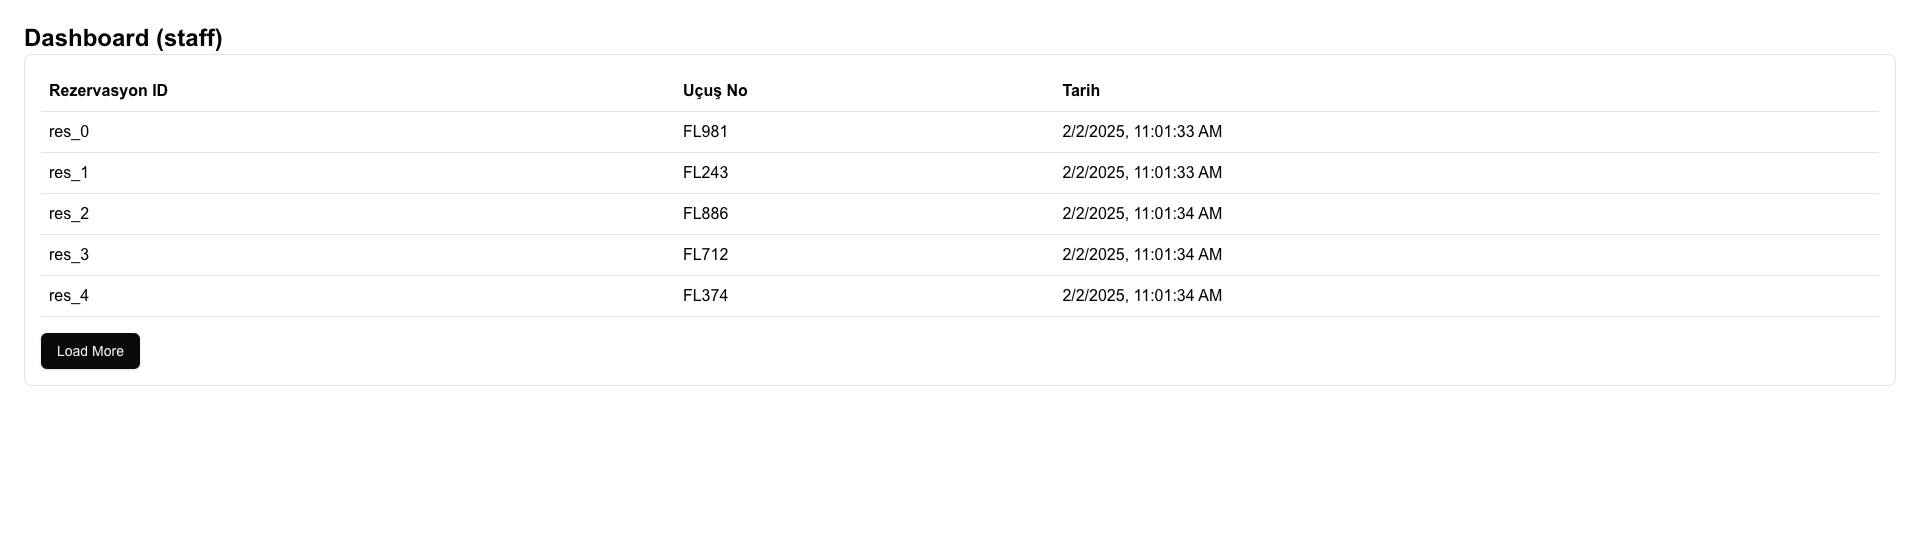 Dashboard (staff)
Rezervasyon ID Uçuş No Tarih
res_0 FL981 2/2/2025, 11:01:33 AM
res_1 FL243 2/2/2025, 11:01:33 AM
res_2 FL886 2/2/2025, 11:01:34 AM
res_3 FL712 2/2/2025, 11:01:34 AM
res_4 FL374 2/2/2025, 11:01:34 AM
Load More